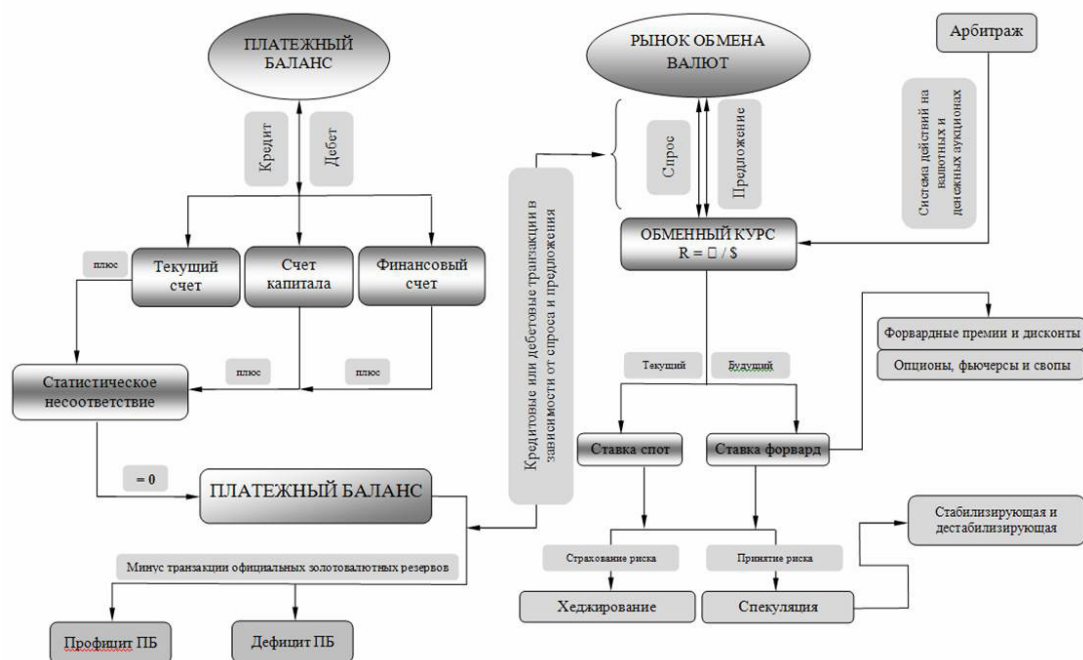 ПЛАТЕЖНЫЙ
БАЛАНС
Кредит
Дебет
плюс
Текущий
счет
Счет
капитала
Финансовый
счет
плюс
плюс
Статистическое
несоответствие
= 0
ПЛАТЕЖНЫЙ БАЛАНС
Минус транзакции официальных золотовалютных резервов
Профицит ПБ
Дефицит ПБ
Кредитовые или дебетовые транзакции в
зависимости от спроса и предложения
РЫНОК ОБМЕНА
ВАЛЮТ
Спрос
Предложение
Арбитраж
Система действий на
валютных и
денежных аукционах
ОБМЕННЫЙ КУРС
R = □ / $
Форвардные премии и дисконты
Опционы, фьючерсы и свопы
Текущий
Будущий
Ставка спот
Ставка форвард
Страхование риска
Принятие риска
Хеджирование
Спекуляция
Стабилизирующая и
дестабилизирующая